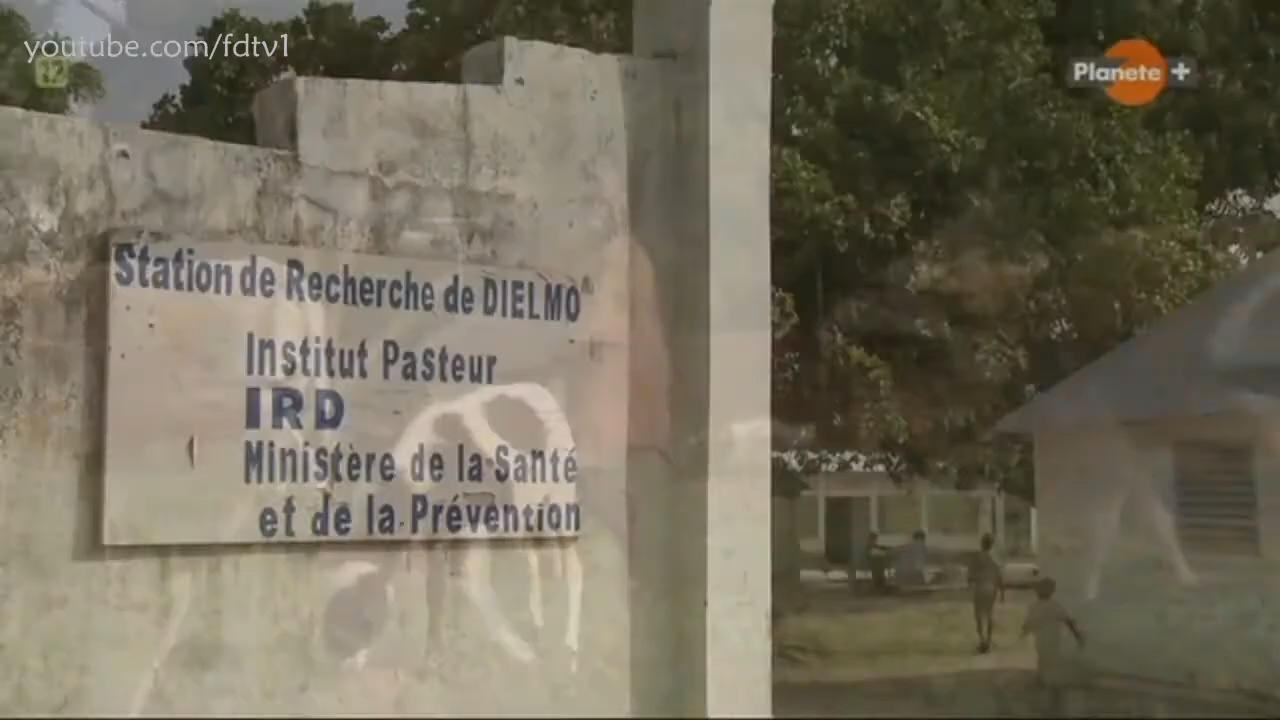 youtube.com/fdtv1
12
Planete +
Station de Recherche de DIELMO
Institut Pasteur
IRD
Ministère de la Santé
et de la Prévention